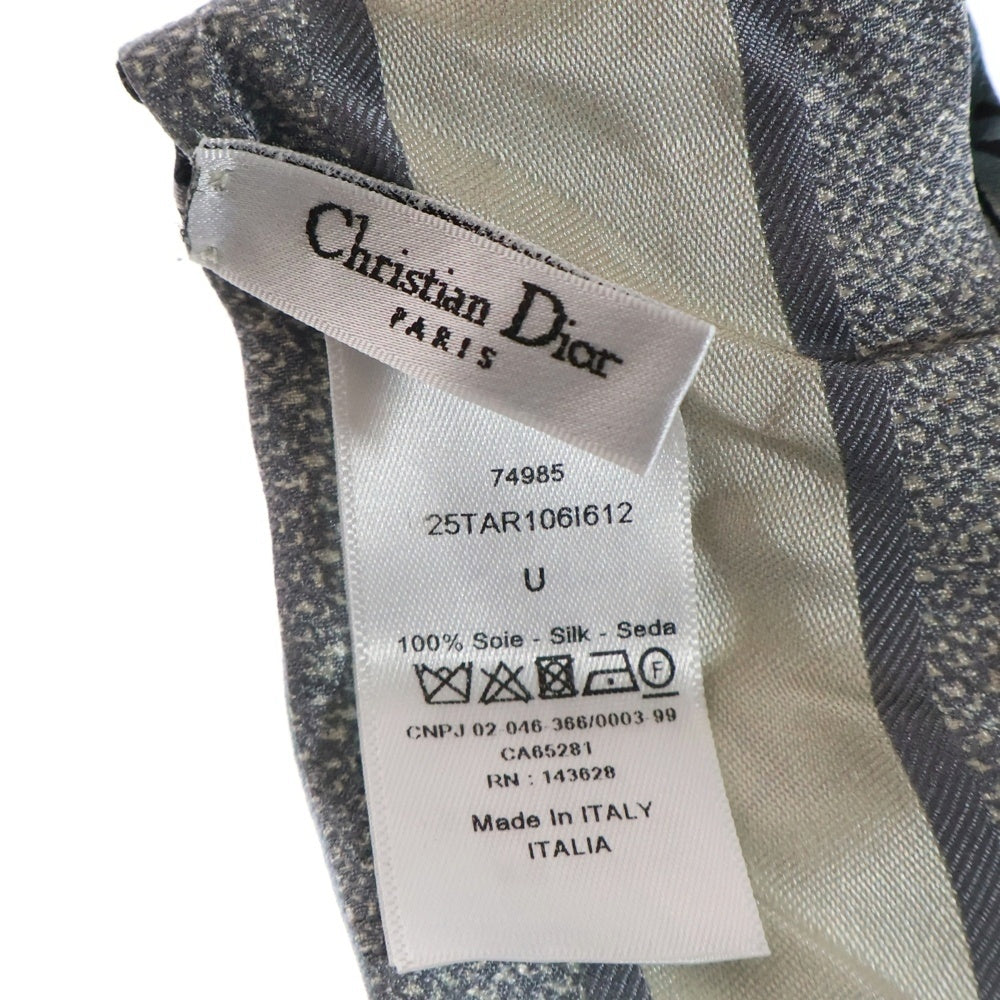 Christian Dior
PARIS
74985
25TAR106I612
U
100% Soie - Silk - Seda
F
CNPJ 02-046-366/0003-99
CA65281
RN : 143628
Made In ITALY
ITALIA